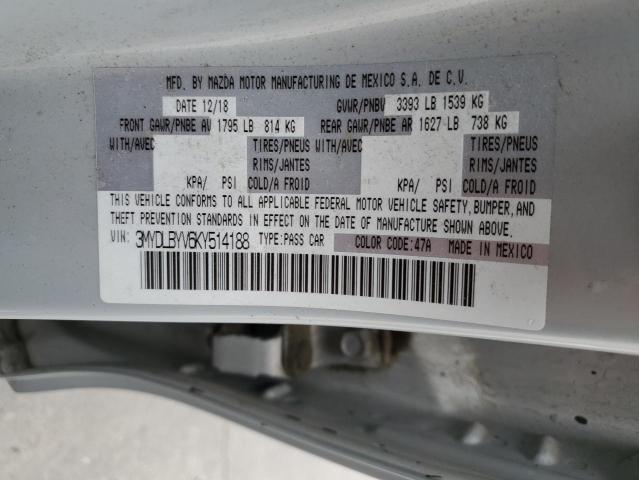 MFD. BY MAZDA MOTOR MANUFACTURING DE MEXICO S.A. DE C.V.
DATE 12/18 GVWR/PNBV 3393 LB 1539 KG
FRONT GAWR/PNBE AV 1795 LB 814 KG REAR GAWR/PNBE AR 1627 LB 738 KG
WITH/AVEC TIRES/PNEUS WITH/AVEC TIRES/PNEUS
RIMS/JANTES RIMS/JANTES
KPA/ PSI COLD/A FROID KPA/ PSI COLD/A FROID
THIS VEHICLE CONFORMS TO ALL APPLICABLE FEDERAL MOTOR VEHICLE SAFETY, BUMPER, AND
THEFT PREVENTION STANDARDS IN EFFECT ON THE DATE OF MANUFACTURE SHOWN ABOVE.
VIN: 3MYDLBYV6KY514188 TYPE:PASS CAR COLOR CODE:47A MADE IN MEXICO